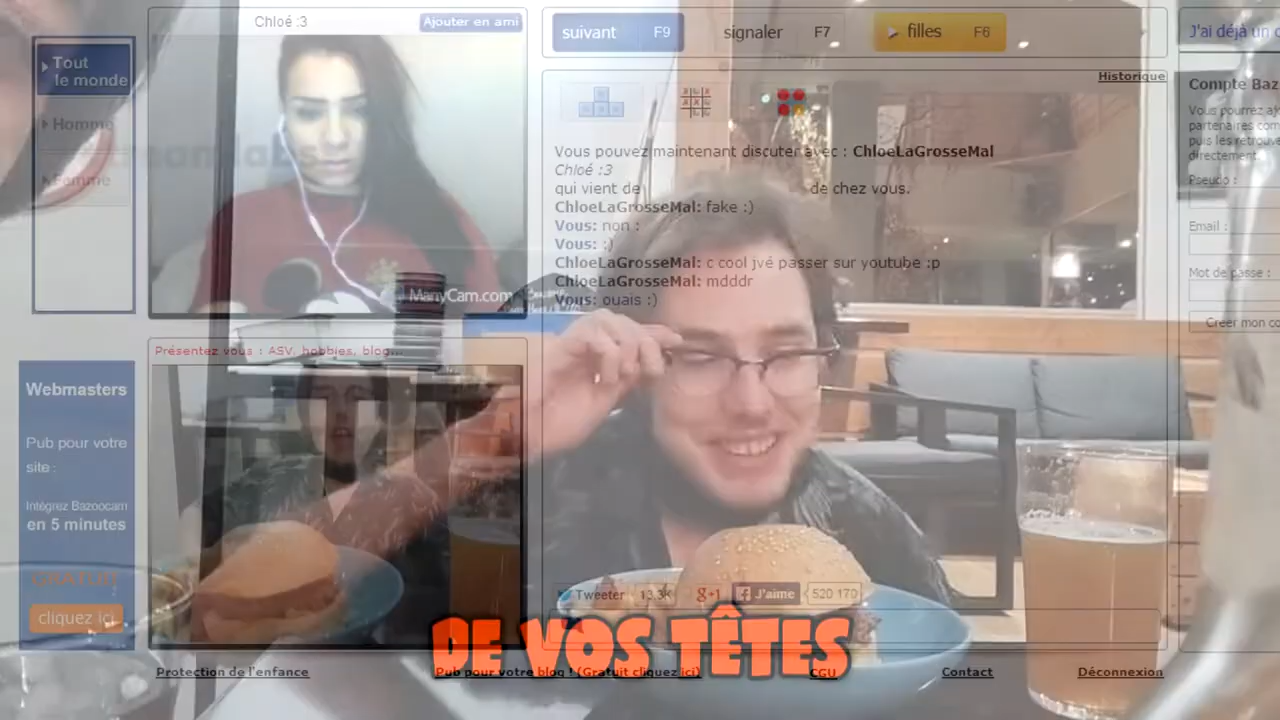 Chloé :3
Ajouter en ami
suivant F9
signaler F7
filles F6
J'ai déjà un
Tout
le monde
Homme
Femme
Historique
Compte Baz
Vous pourrez
partenaires
puis les
directement.
Pseudo :
Email :
Mot de passe :
Créer mon
Vous pouvez maintenant discuter avec : ChloeLaGrosseMal
Chloé :3
qui vient de de chez vous.
ChloeLaGrosseMal: fake :)
Vous: non :
Vous: ;)
ChloeLaGrosseMal: c cool jvé passer sur youtube :p
ChloeLaGrosseMal: mdddr
Vous: ouais :)
ManyCam.com
Présentez vous : ASV, hobbies, blog...
Webmasters
Pub pour votre
site :
Intégrez Bazoocam
en 5 minutes
GRATUIT
cliquez ici
Tweeter 13.3K g+1 J'aime 520 170
DE VOS TÊTES
Protection de l'enfance
Pub pour votre blog ! (Gratuit cliquez ici)
CGU
Contact
Déconnexion